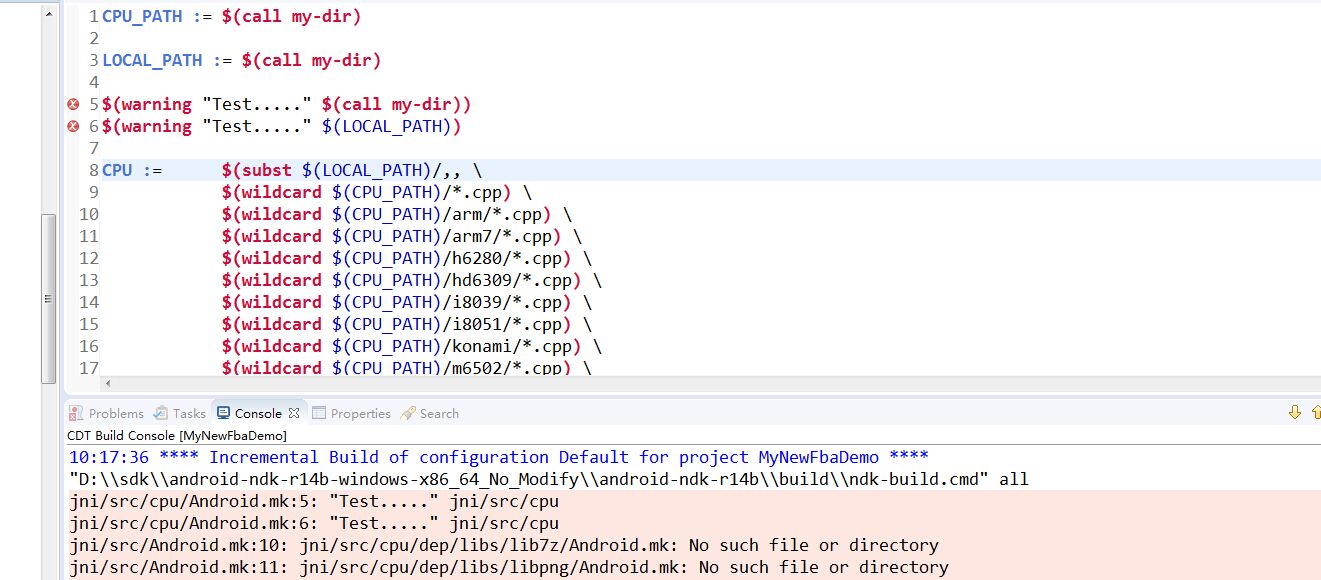 1 CPU_PATH := $(call my-dir)
2
3 LOCAL_PATH := $(call my-dir)
4
5 $(warning "Test....." $(call my-dir))
6 $(warning "Test....." $(LOCAL_PATH))
7
8 CPU := $(subst $(LOCAL_PATH)/,, \
9 $(wildcard $(CPU_PATH)/*.cpp) \
10 $(wildcard $(CPU_PATH)/arm/*.cpp) \
11 $(wildcard $(CPU_PATH)/arm7/*.cpp) \
12 $(wildcard $(CPU_PATH)/h6280/*.cpp) \
13 $(wildcard $(CPU_PATH)/hd6309/*.cpp) \
14 $(wildcard $(CPU_PATH)/i8039/*.cpp) \
15 $(wildcard $(CPU_PATH)/i8051/*.cpp) \
16 $(wildcard $(CPU_PATH)/konami/*.cpp) \
17 $(wildcard $(CPU_PATH)/m6502/*.cpp) \
Problems Tasks Console Properties Search
CDT Build Console [MyNewFbaDemo]
10:17:36 **** Incremental Build of configuration Default for project MyNewFbaDemo ****
"D:\\sdk\\android-ndk-r14b-windows-x86_64_No_Modify\\android-ndk-r14b\\build\\ndk-build.cmd" all
jni/src/cpu/Android.mk:5: "Test....." jni/src/cpu
jni/src/cpu/Android.mk:6: "Test....." jni/src/cpu
jni/src/Android.mk:10: jni/src/cpu/dep/libs/lib7z/Android.mk: No such file or directory
jni/src/Android.mk:11: jni/src/cpu/dep/libs/libpng/Android.mk: No such file or directory